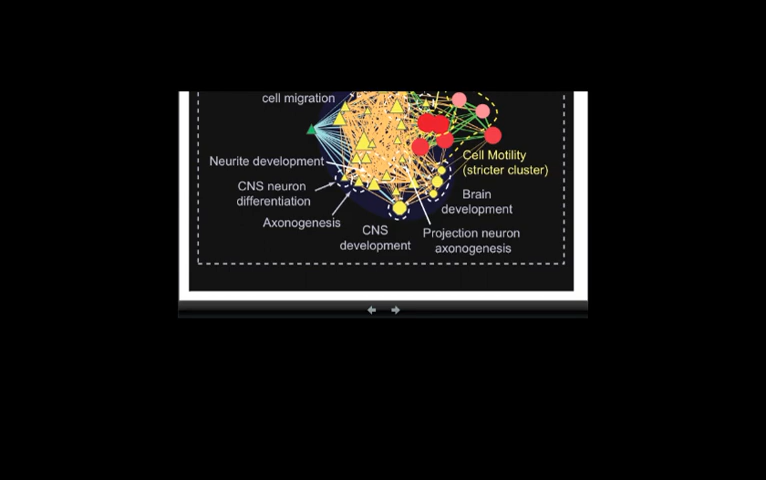 cell migration
Neurite development
CNS neuron
differentiation
Axonogenesis
CNS
development
Cell Motility
(stricter cluster)
Brain
development
Projection neuron
axonogenesis